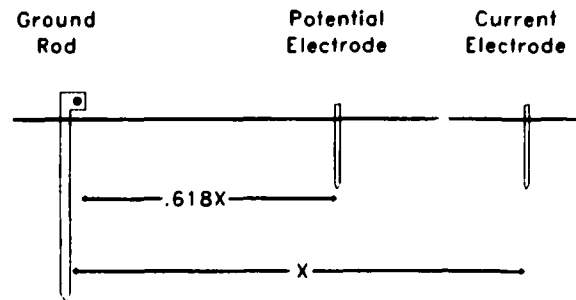 Ground
Rod
Potential
Electrode
Current
Electrode
.618X
X